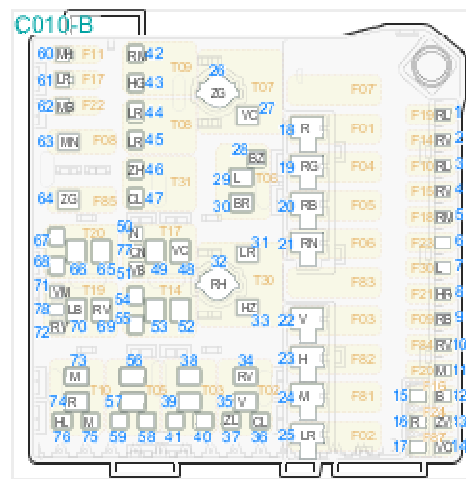 C010-B
60 MH F11 RM 42 26
61 LR F17 HG 43 T09 ZG T07 F07
62 MB F22 LR 44 VC 27 F19 RL 1
63 MN F08 LR 45 18 R F01 F14 2
28 BZ
ZH 46 29 L 19 RG F04 F10 RL 3
64 ZG F85 CL 47 T31 30 BR 20 RB F05 F15 RV 4
F18 RM 5
67 T20 50 N T17 31 21 RN F06 F23 6
68 66 65 77 CN 49 VC 48 32 LR F30 L 7
71 VM T19 51 VB RH T30 F83 F21 HR 8
78 LB RV 54 T14 HZ
72 RY 70 69 55 53 52 33 22 V F03 F09 RB 9
F84 RV 10
73 56 38 34 23 H F82 F20 M 11
M RV
74 R T10 57 T05 39 T03 35 V T02 24 M F81 15 F16 B 12
HL M ZL CL 16 R ZV 13
76 75 59 58 41 40 37 36 25 LR F02 17 14